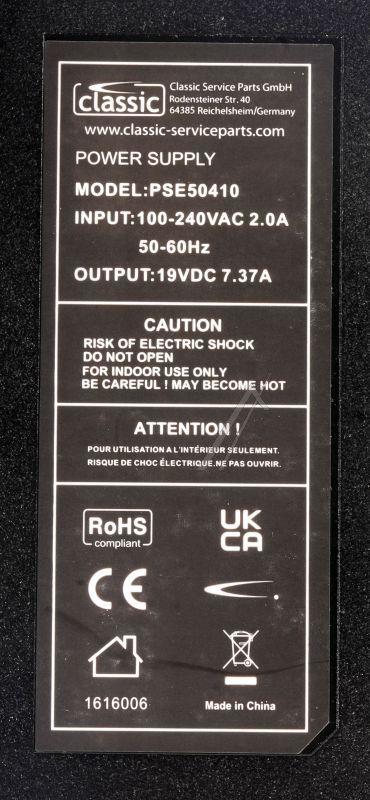 classic
Classic Service Parts GmbH
Rodensteiner Str. 40
64385 Reichelsheim/Germany
www.classic-serviceparts.com
POWER SUPPLY
MODEL:PSE50410
INPUT:100-240VAC 2.0A
50-60Hz
OUTPUT:19VDC 7.37A
CAUTION
RISK OF ELECTRIC SHOCK
DO NOT OPEN
FOR INDOOR USE ONLY
BE CAREFUL ! MAY BECOME HOT
ATTENTION !
POUR UTILISATION A L'INTÉRIEUR SEULEMENT.
RISQUE DE CHOC ÉLECTRIQUE.NE PAS OUVRIR.
RoHS
compliant
UK
CA
CE
1616006
Made in China